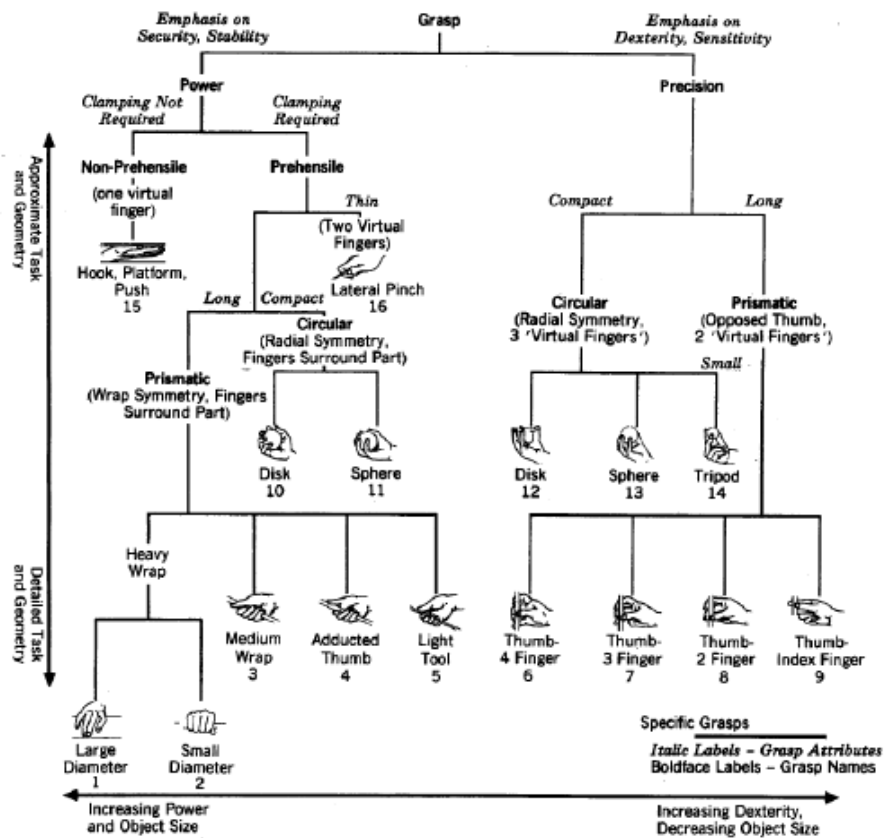 Emphasis on
Security, Stability
Grasp
Emphasis on
Dexterity, Sensitivity
Power
Precision
Clamping Not
Required
Clamping
Required
Non-Prehensile
(one virtual
finger)
Prehensile
Thin
(Two Virtual
Fingers)
Compact
Long
Hook, Platform,
Push
15
Lateral Pinch
16
Long
Compact
Circular
(Radial Symmetry,
Fingers Surround Part)
Circular
(Radial Symmetry,
3 'Virtual Fingers')
Prismatic
(Opposed Thumb,
2 'Virtual Fingers')
Small
Prismatic
(Wrap Symmetry, Fingers
Surround Part)
Disk
10
Sphere
11
Disk
12
Sphere
13
Tripod
14
Approximate Task
and Geometry
Detailed Task
and Geometry
Heavy
Wrap
Medium
Wrap
3
Adducted
Thumb
4
Light
Tool
5
Thumb-
4 Finger
6
Thumb-
3 Finger
7
Thumb-
2 Finger
8
Thumb-
Index Finger
9
Large
Diameter
1
Small
Diameter
2
Specific Grasps
Italic Labels – Grasp Attributes
Boldface Labels – Grasp Names
Increasing Power
and Object Size
Increasing Dexterity,
Decreasing Object Size